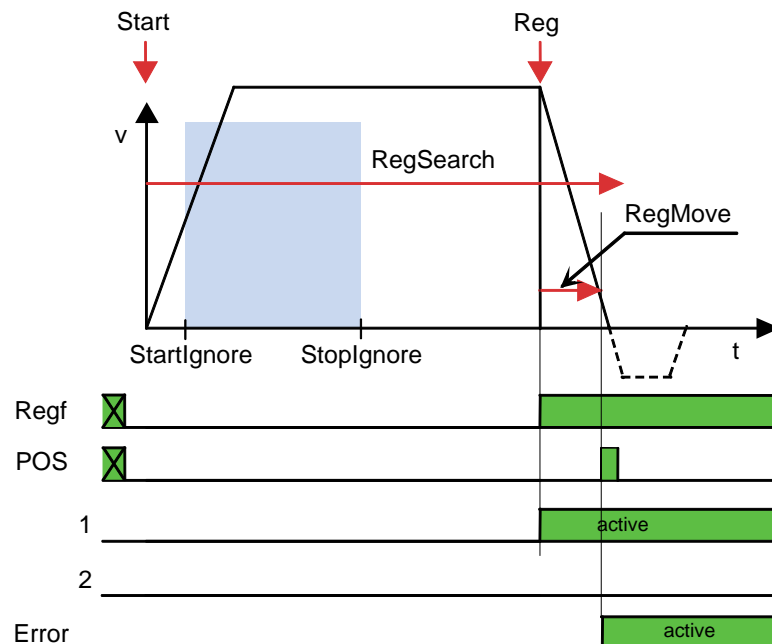 Start
Reg
v
RegSearch
RegMove
StartIgnore
StopIgnore
t
Regf
POS
1
active
2
Error
active